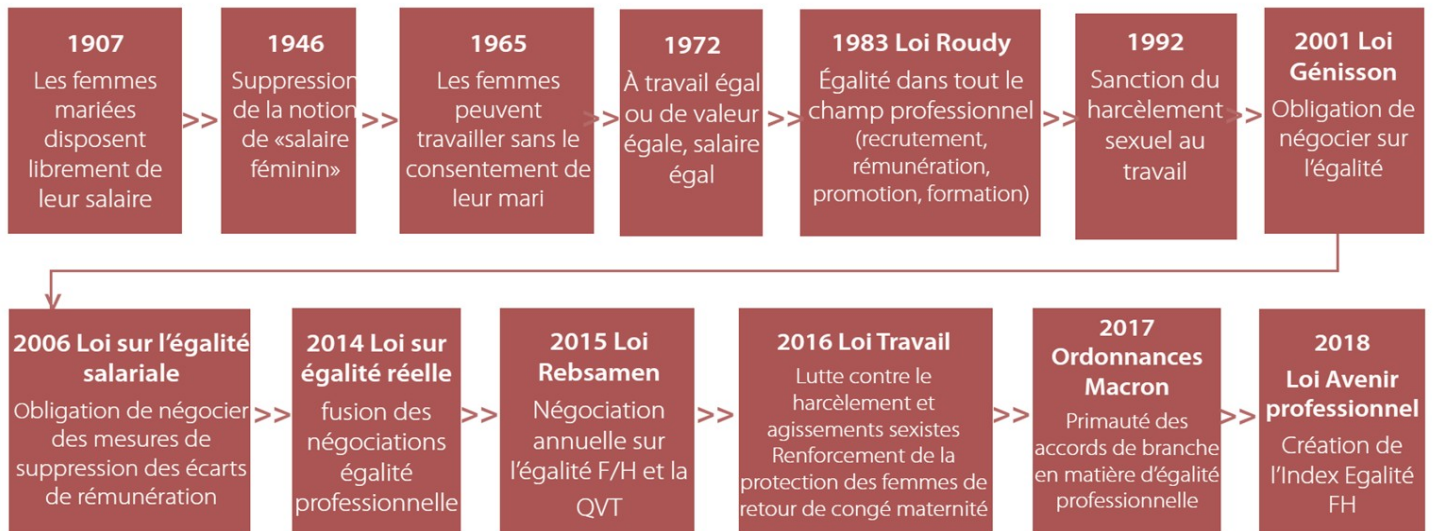 1907
Les femmes
mariées
disposent
librement de
leur salaire
>>
1946
Suppression
de la notion
de «salaire
féminin»
>>
1965
Les femmes
peuvent
travailler sans le
consentement de
leur mari
>>
1972
À travail égal
ou de valeur
égale, salaire
égal
>>
1983 Loi Roudy
Égalité dans tout le
champ professionnel
(recrutement,
rémunération,
promotion, formation)
>>
1992
Sanction du
harcèlement
sexuel au
travail
>>
2001 Loi
Génisson
Obligation de
négocier sur
l'égalité
2006 Loi sur l'égalité
salariale
Obligation de négocier
des mesures de
suppression des écarts
de rémunération
>>
2014 Loi sur
égalité réelle
fusion des
négociations
égalité
professionnelle
>>
2015 Loi
Rebsamen
Négociation
annuelle sur
l'égalité F/H et la
QVT
>>
2016 Loi Travail
Lutte contre le
harcèlement et
agissements sexistes
Renforcement de la
protection des femmes de
retour de congé maternité
>>
2017
Ordonnances
Macron
Primauté des
accords de branche
en matière d'égalité
professionnelle
>>
2018
Loi Avenir
professionnel
Création de
l'Index Egalité
FH